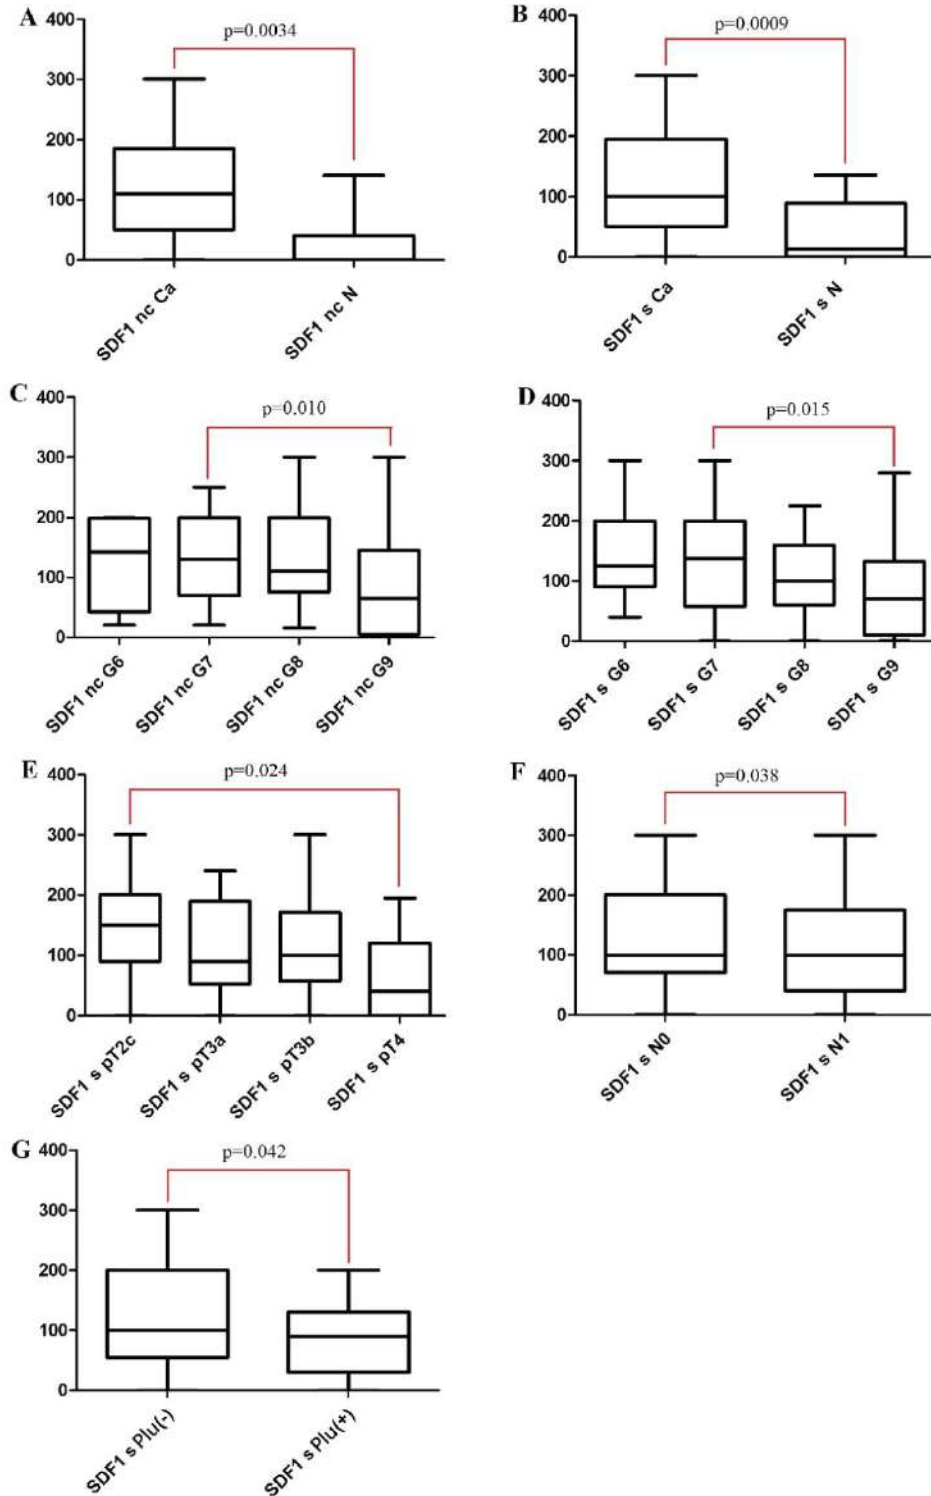 A
400
300
200
100
0
p=0.0034
SDF1 nc Ca
SDF1 nc N
B
400
300
200
100
0
p=0.0009
SDF1 s Ca
SDF1 s N
C
400
300
200
100
0
p=0.010
SDF1 nc G6
SDF1 nc G7
SDF1 nc G8
SDF1 nc G9
D
400
300
200
100
0
p=0.015
SDF1 s G6
SDF1 s G7
SDF1 s G8
SDF1 s G9
E
400
300
200
100
0
p=0.024
SDF1 s pT2c
SDF1 s pT3a
SDF1 s pT3b
SDF1 s pT4
F
400
300
200
100
0
p=0.038
SDF1 s N0
SDF1 s N1
G
400
300
200
100
0
p=0.042
SDF1 s Plu(-)
SDF1 s Plu(+)